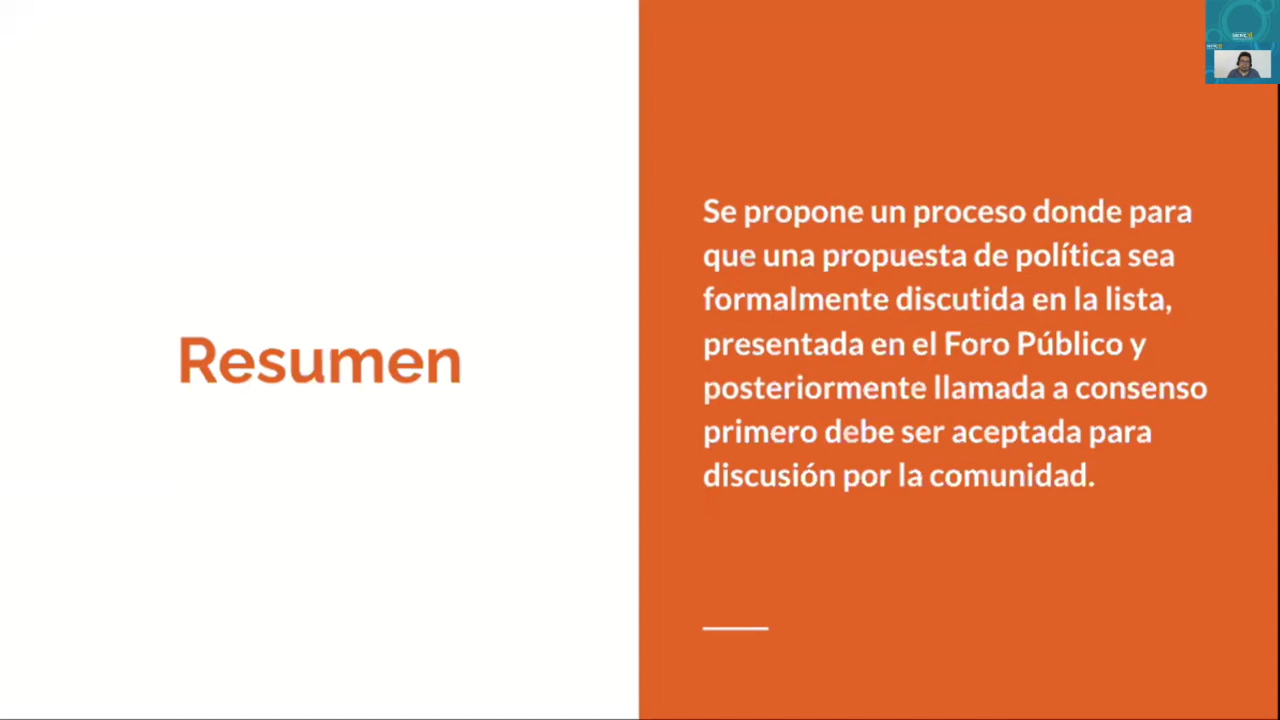 Resumen
Se propone un proceso donde para
que una propuesta de política sea
formalmente discutida en la lista,
presentada en el Foro Público y
posteriormente llamada a consenso
primero debe ser aceptada para
discusión por la comunidad.